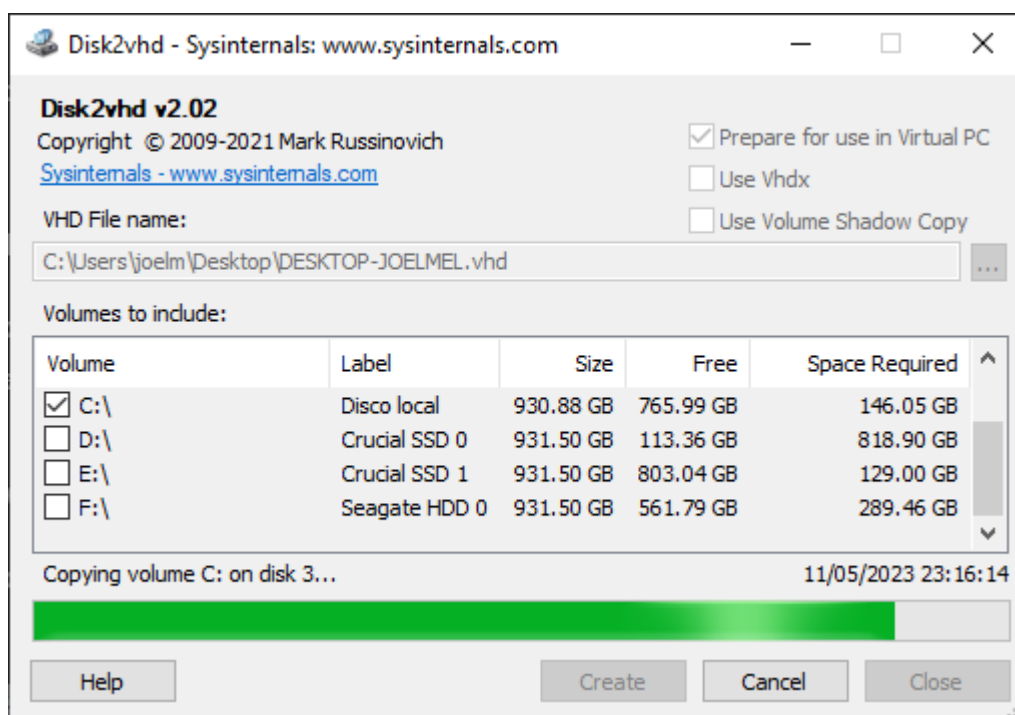 Disk2vhd - Sysinternals: www.sysinternals.com
Disk2vhd v2.02
Copyright © 2009-2021 Mark Russinovich
Sysinternals - www.sysinternals.com
Prepare for use in Virtual PC
Use Vhdx
Use Volume Shadow Copy
VHD File name:
C:\Users\joelm\Desktop\DESKTOP-JOELMEL.vhd
...
Volumes to include:
Volume Label Size Free Space Required
C:\ Disco local 930.88 GB 765.99 GB 146.05 GB
D:\ Crucial SSD 0 931.50 GB 113.36 GB 818.90 GB
E:\ Crucial SSD 1 931.50 GB 803.04 GB 129.00 GB
F:\ Seagate HDD 0 931.50 GB 561.79 GB 289.46 GB
Copying volume C: on disk 3... 11/05/2023 23:16:14
Help Create Cancel Close